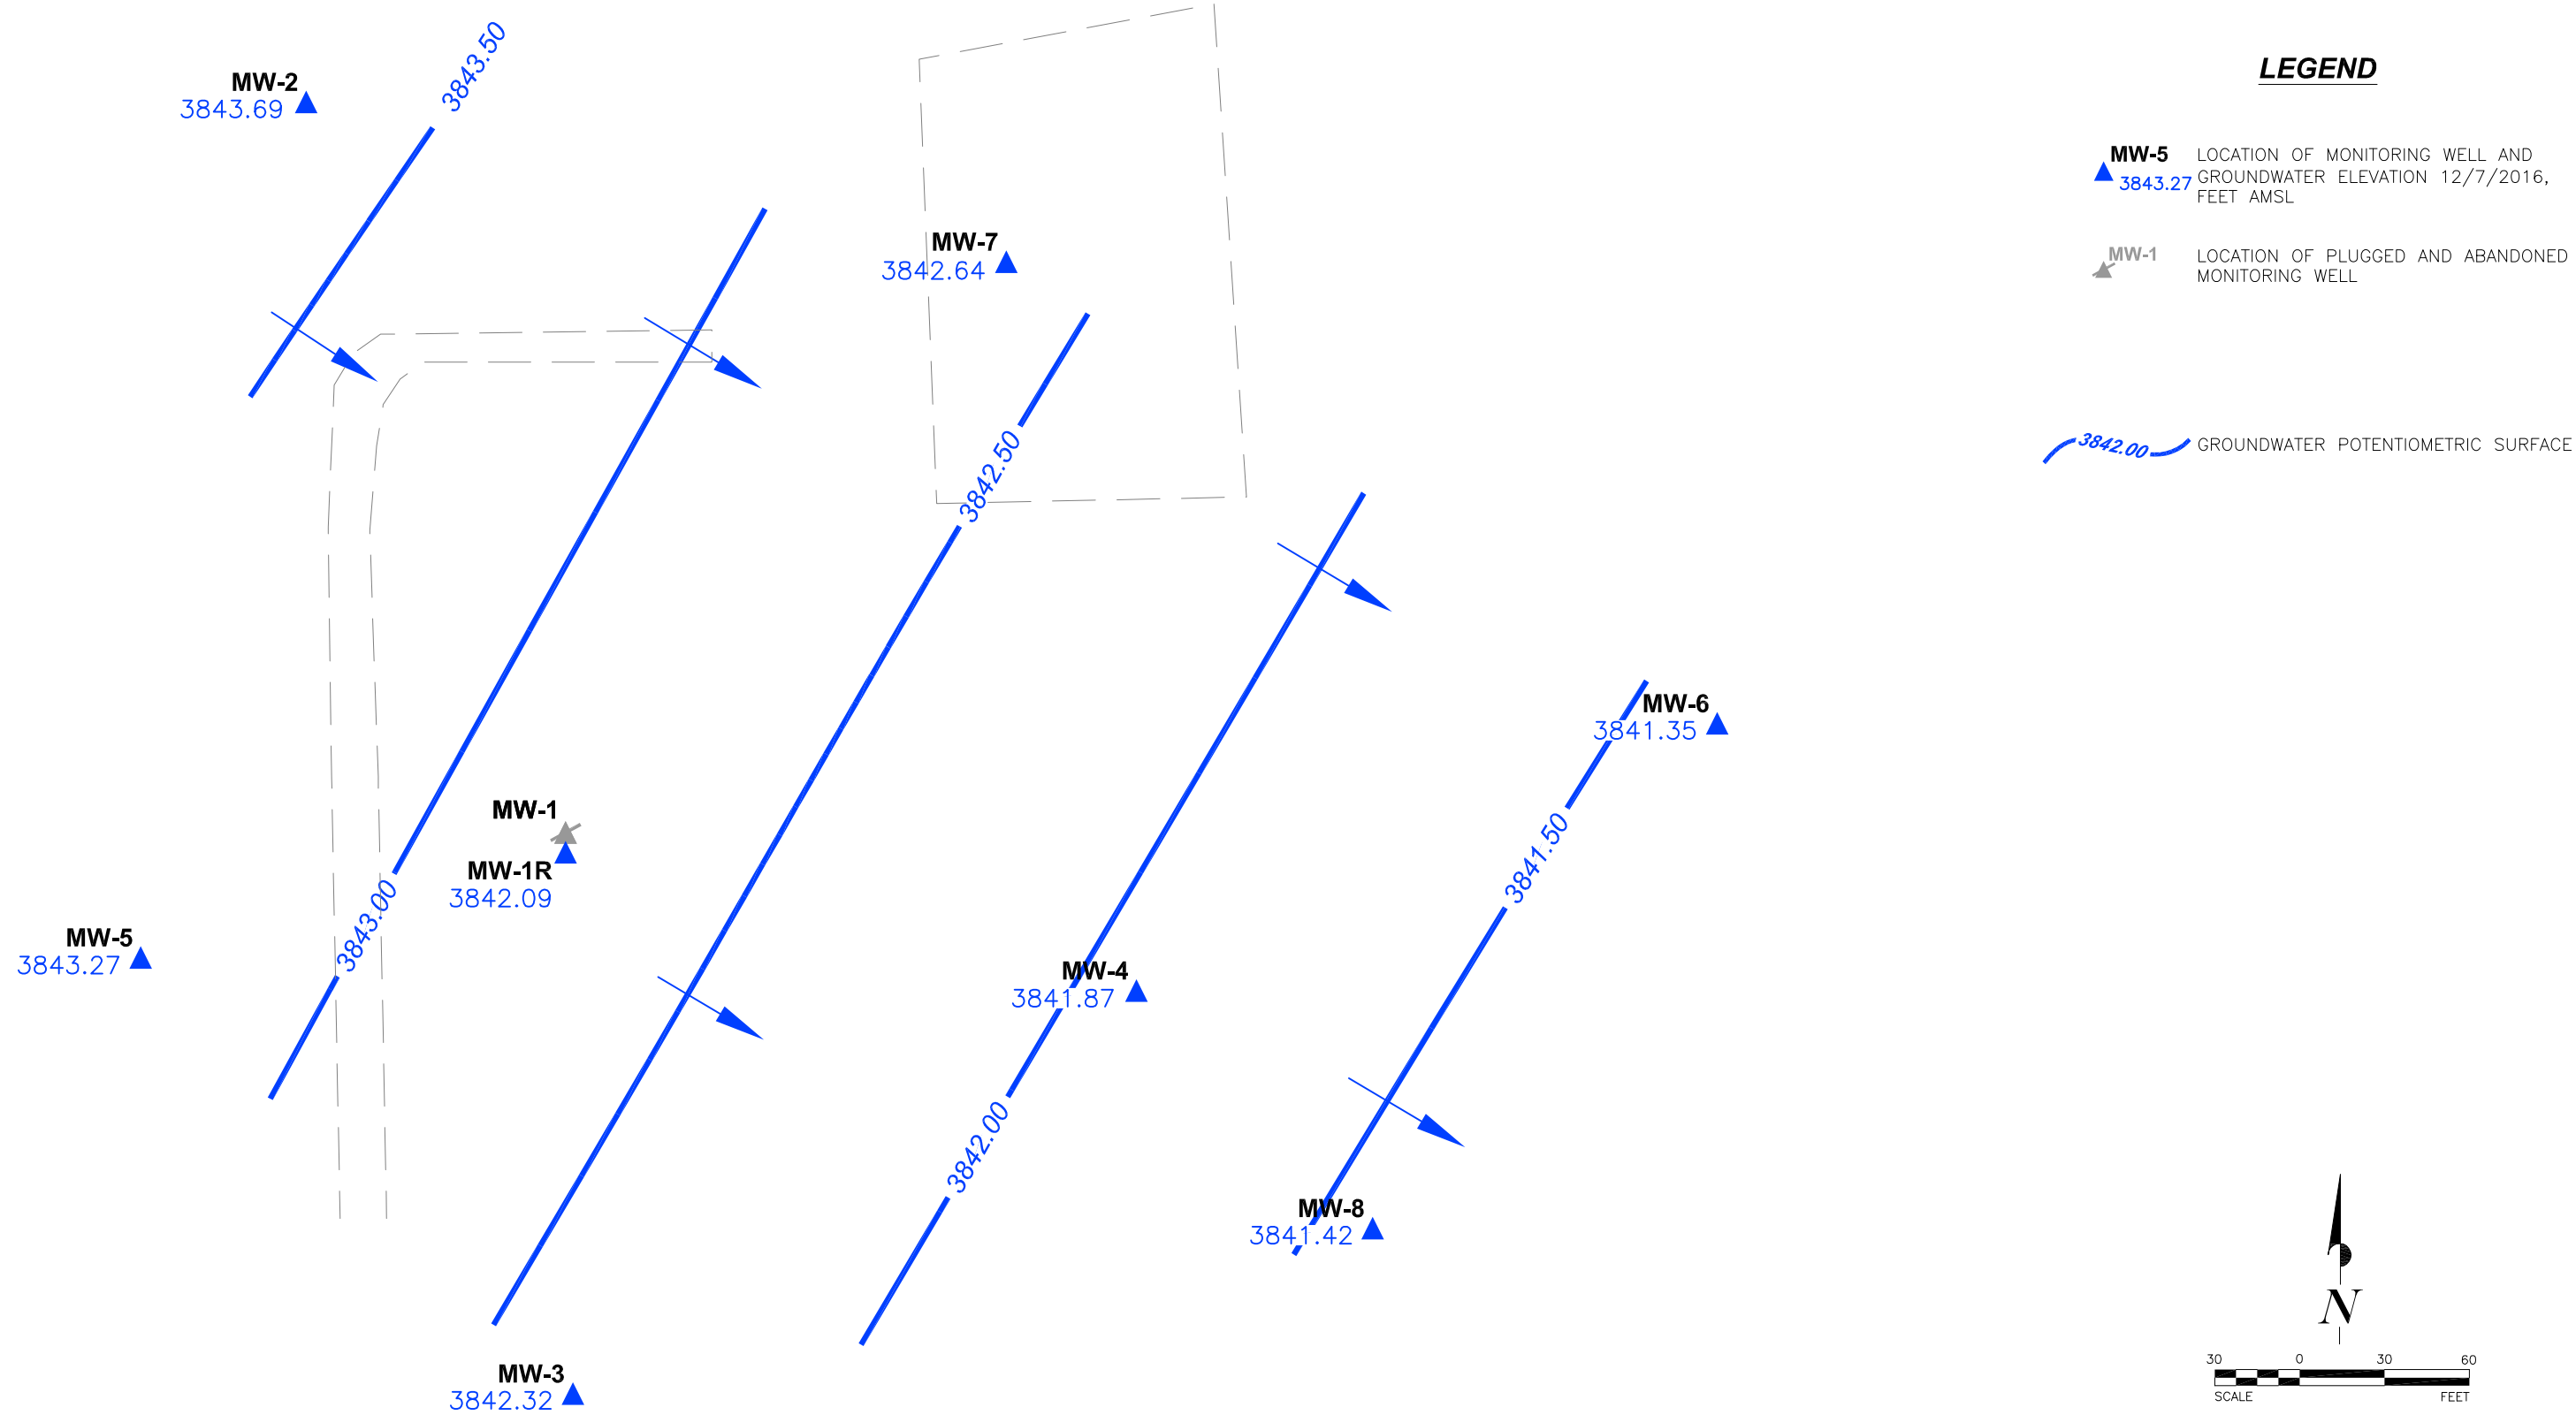 3843.50
MW-2
3843.69
MW-7
3842.64
3842.50
MW-6
3841.35
MW-1
MW-1R
3842.09
3841.50
3843.00
MW-5
3843.27
MW-4
3841.87
3842.00
MW-8
3841.42
MW-3
3842.32
LEGEND
MW-5
3843.27
LOCATION OF MONITORING WELL AND
GROUNDWATER ELEVATION 12/7/2016,
FEET AMSL
MW-1
LOCATION OF PLUGGED AND ABANDONED
MONITORING WELL
3842.00
GROUNDWATER POTENTIOMETRIC SURFACE
N
30 0 30 60
SCALE FEET